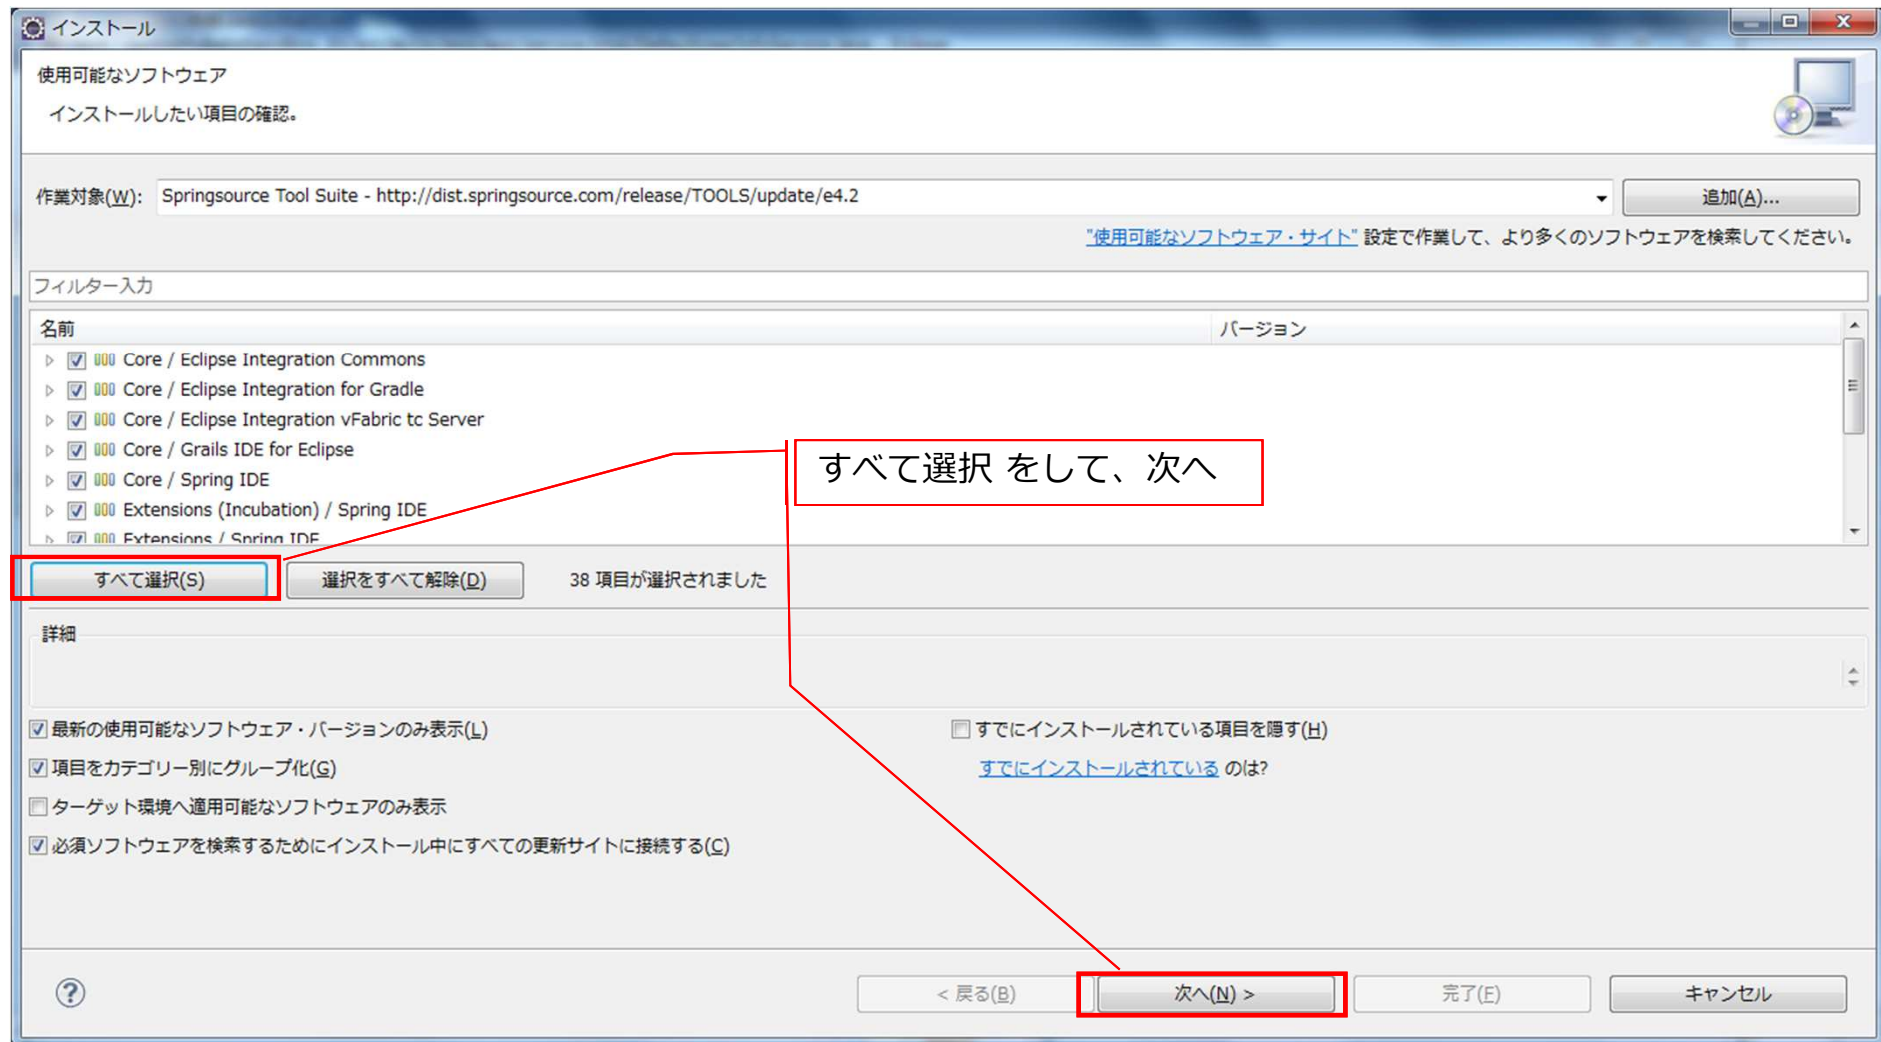 インストール
使用可能なソフトウェア
インストールしたい項目の確認。
作業対象(W): Springsource Tool Suite - http://dist.springsource.com/release/TOOLS/update/e4.2 追加(A)...
"使用可能なソフトウェア・サイト" 設定で作業して、より多くのソフトウェアを検索してください。
フィルター入力
名前 バージョン
Core / Eclipse Integration Commons
Core / Eclipse Integration for Gradle
Core / Eclipse Integration vFabric tc Server
Core / Grails IDE for Eclipse
すべて選択 をして、次へ
Core / Spring IDE
Extensions (Incubation) / Spring IDE
Extensions / Spring IDE
すべて選択(S) 選択をすべて解除(D) 38 項目が選択されました
詳細
最新の使用可能なソフトウェア・バージョンのみ表示(L) すでにインストールされている項目を隠す(H)
項目をカテゴリー別にグループ化(G) すでにインストールされている のは?
ターゲット環境へ適用可能なソフトウェアのみ表示
必須ソフトウェアを検索するためにインストール中にすべての更新サイトに接続する(C)
< 戻る(B) 次へ(N) > 完了(F) キャンセル